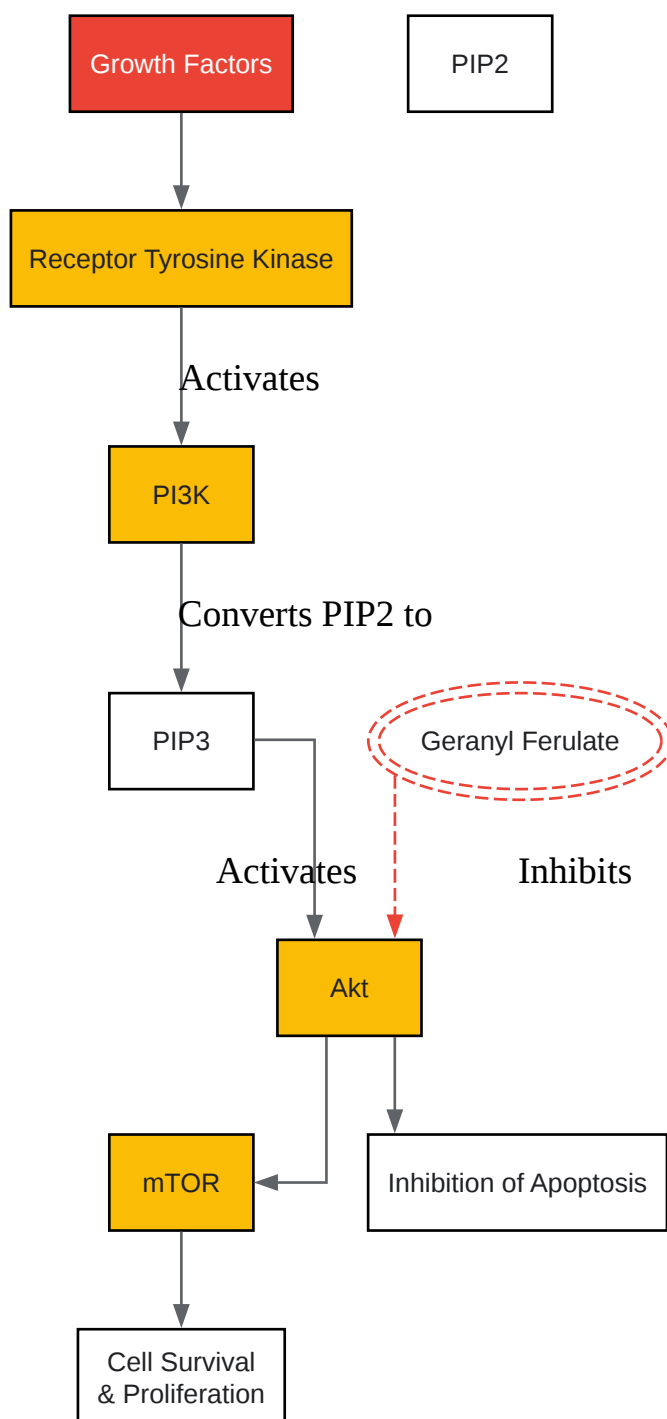 Growth Factors
PIP2
Receptor Tyrosine Kinase
Activates
PI3K
Converts PIP2 to
PIP3
Geranyl Ferulate
Activates
Inhibits
Akt
mTOR
Inhibition of Apoptosis
Cell Survival
& Proliferation